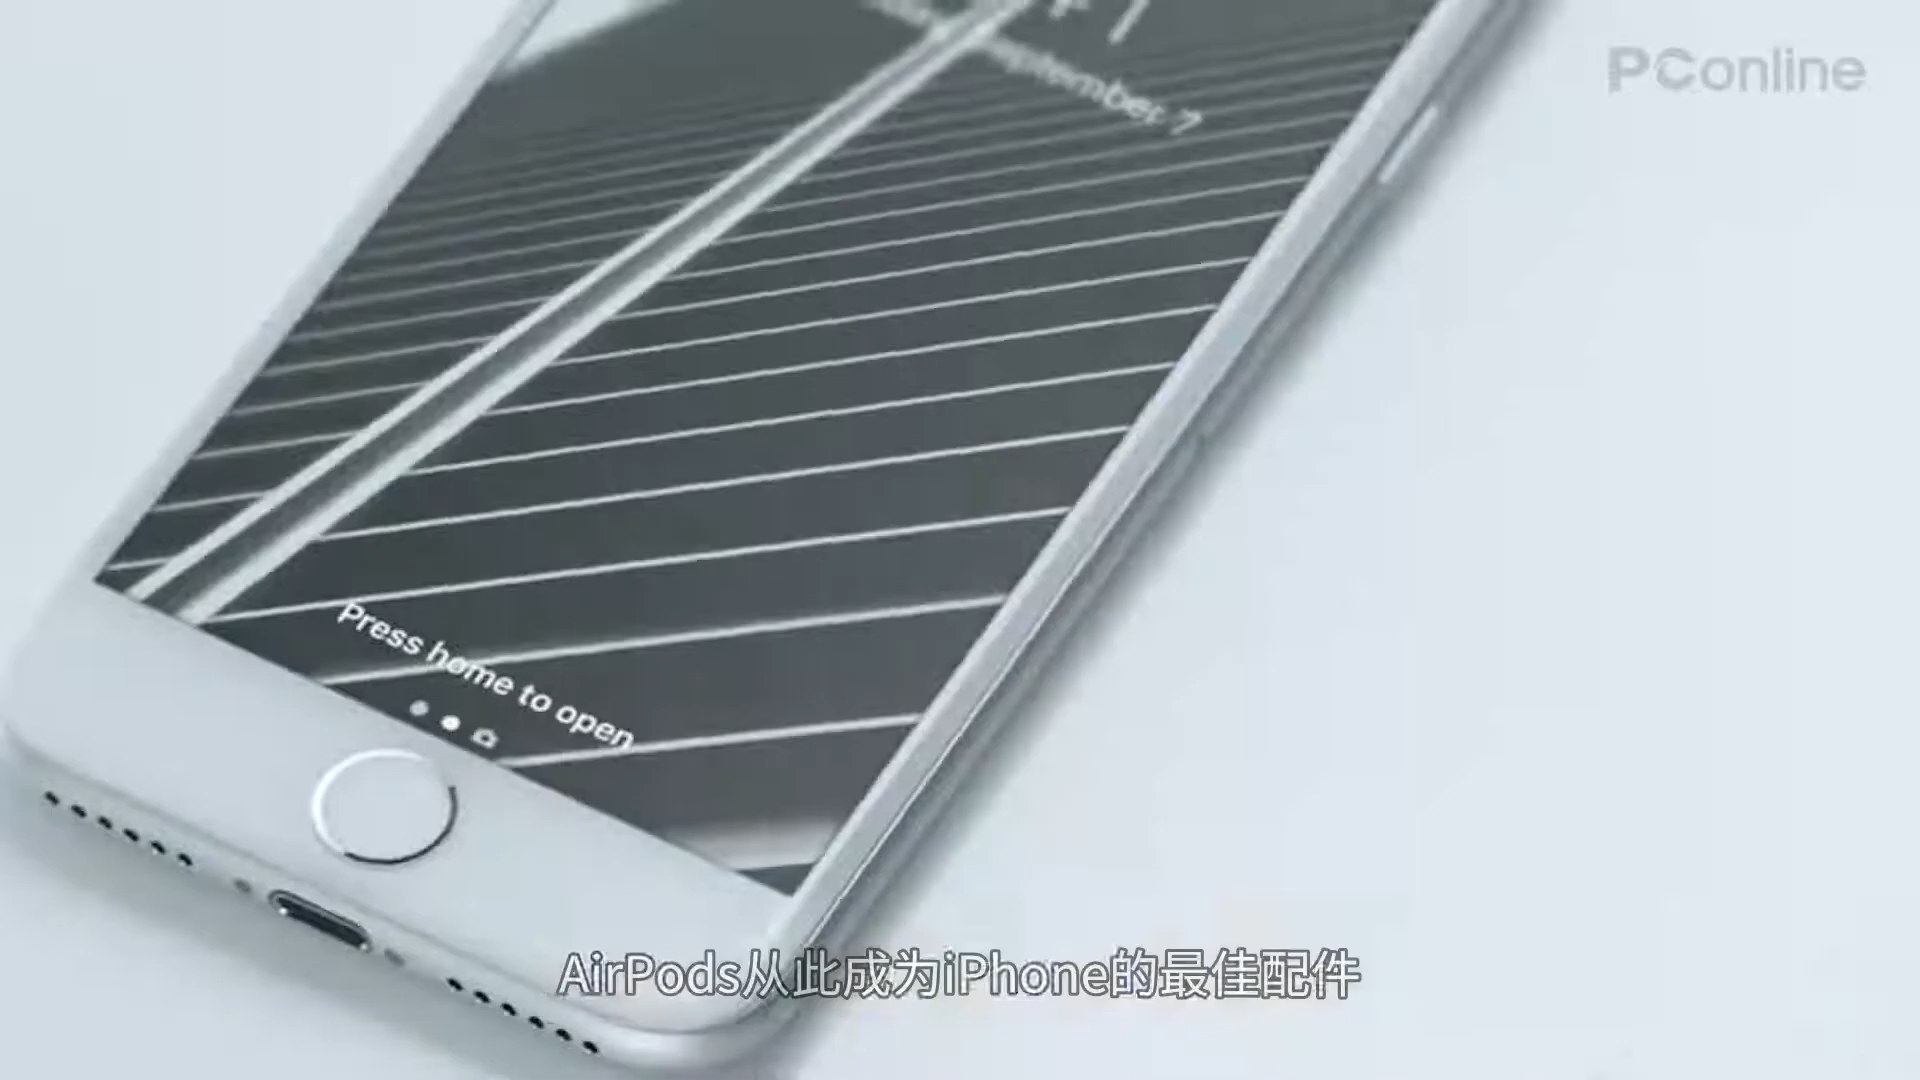 PConline
September 7
Press home to open
AirPods从此成为iPhone的最佳配件